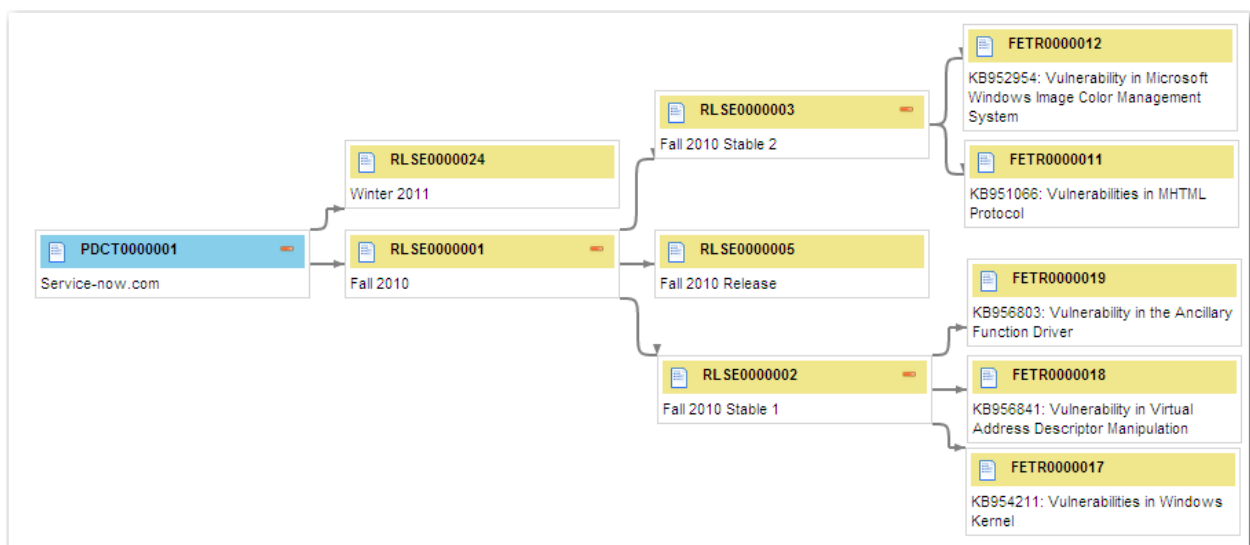 FETR0000012
KB952954: Vulnerability in Microsoft
Windows Image Color Management
System
RLSE0000003
Fall 2010 Stable 2
FETR0000011
KB951066: Vulnerabilities in MHTML
Protocol
RLSE0000024
Winter 2011
PDCT0000001
Service-now.com
RLSE0000001
Fall 2010
RLSE0000005
Fall 2010 Release
FETR0000019
KB956803: Vulnerability in the Ancillary
Function Driver
RLSE0000002
Fall 2010 Stable 1
FETR0000018
KB956841: Vulnerability in Virtual
Address Descriptor Manipulation
FETR0000017
KB954211: Vulnerabilities in Windows
Kernel